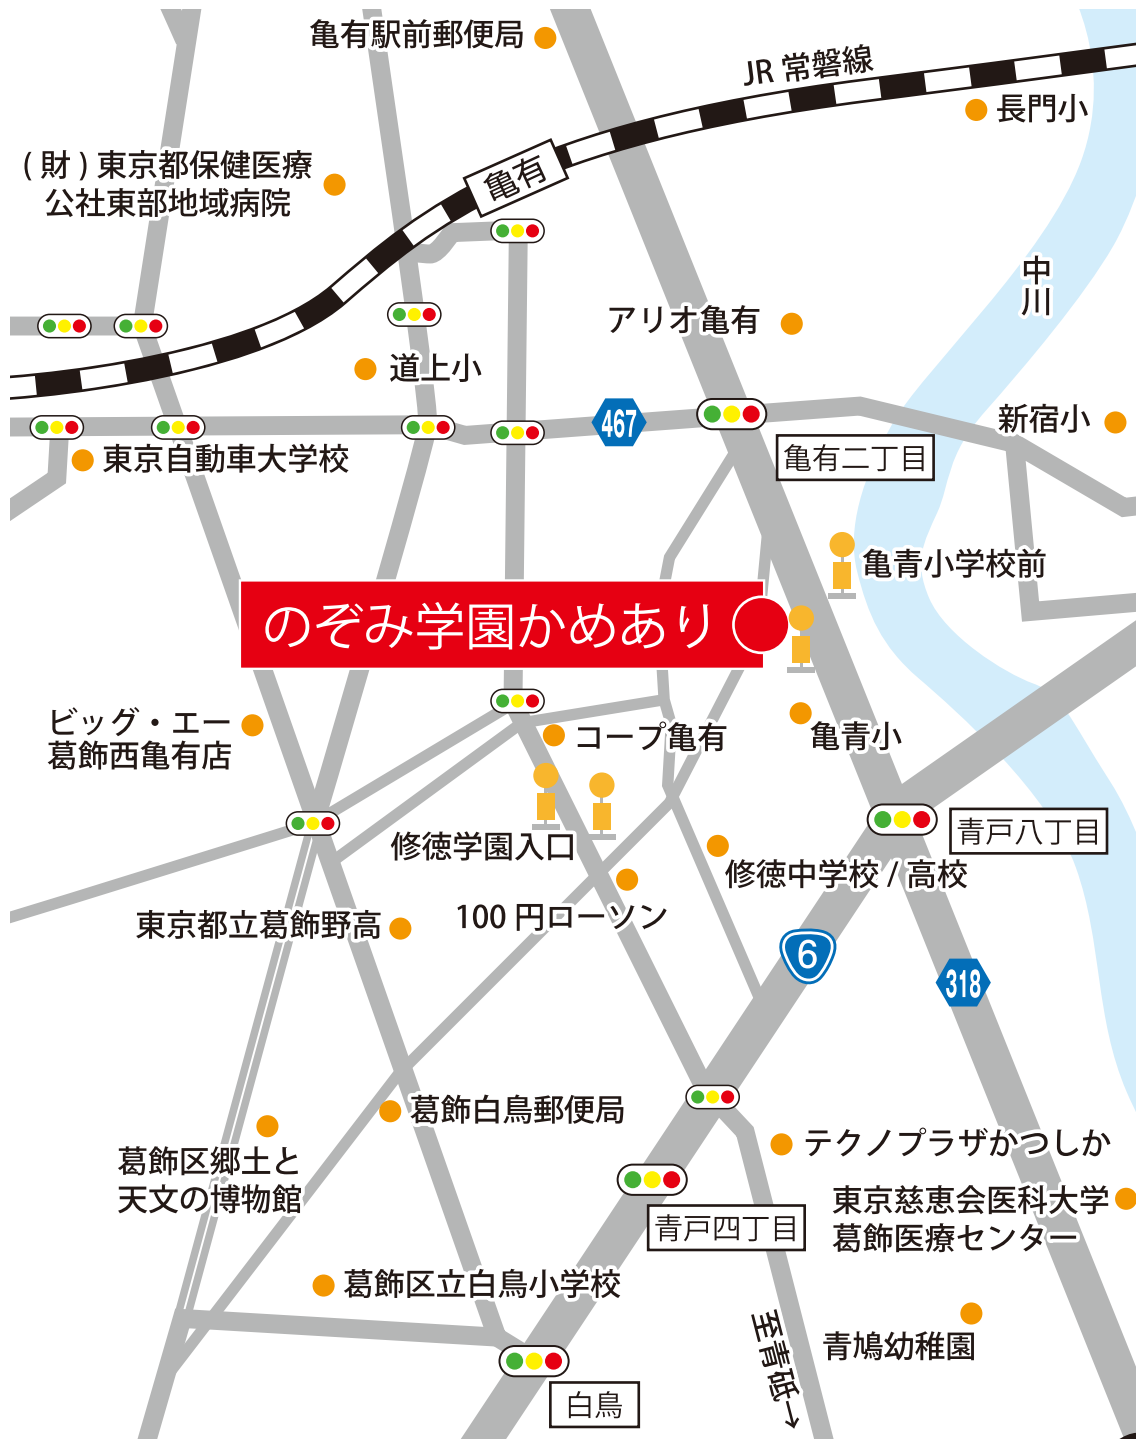 亀有駅前郵便局
JR 常磐線
長門小
( 財 ) 東京都保健医療
公社東部地域病院
亀有
中川
アリオ亀有
道上小
467
新宿小
東京自動車大学校
亀有二丁目
亀青小学校前
のぞみ学園かめあり
ビッグ・エー
葛飾西亀有店
コープ亀有
亀青小
青戸八丁目
修徳学園入口
修徳中学校 / 高校
100 円ローソン
東京都立葛飾野高
6
318
葛飾白鳥郵便局
テクノプラザかつしか
葛飾区郷土と
天文の博物館
東京慈恵会医科大学
葛飾医療センター
青戸四丁目
葛飾区立白鳥小学校
至青砥→
青鳩幼稚園
白鳥